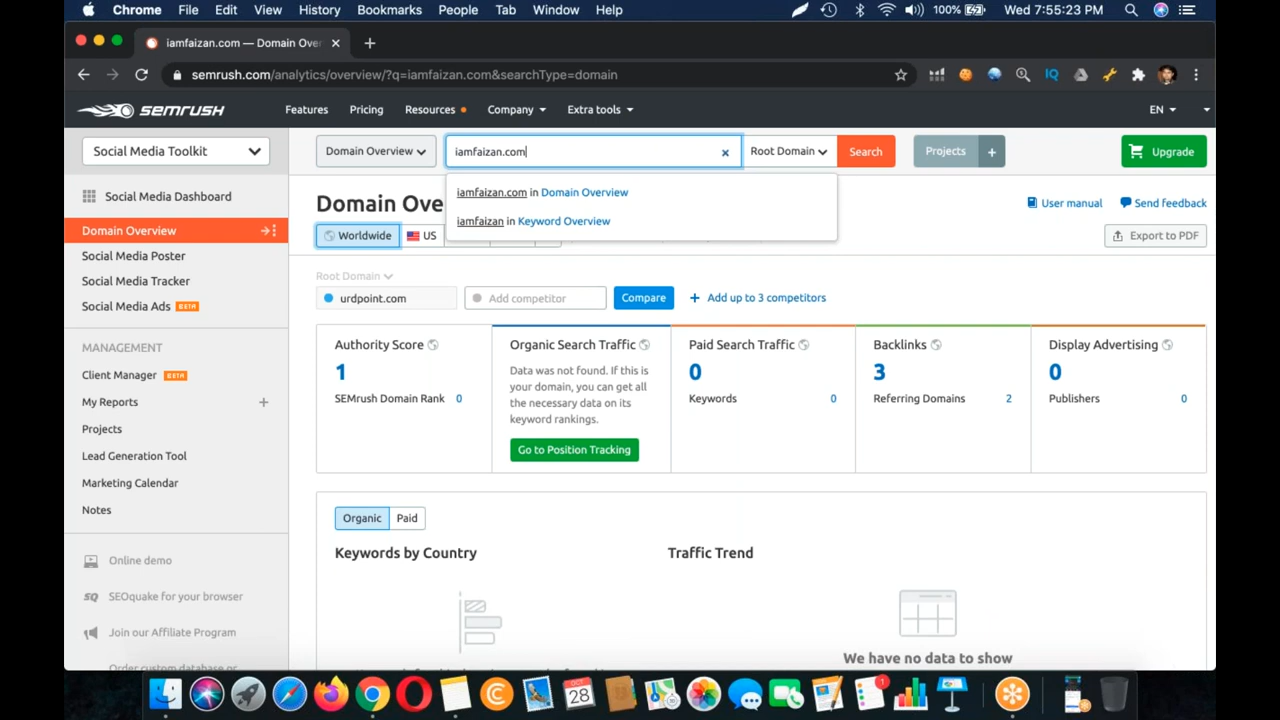 Chrome File Edit View History Bookmarks People Tab Window Help 100% Wed 7:55:23 PM
iamfaizan.com — Domain Over
semrush.com/analytics/overview/?q=iamfaizan.com&searchType=domain
SEMRUSH Features Pricing Resources Company Extra tools EN
Social Media Toolkit
Domain Overview iamfaizan.com Root Domain Search Projects + Upgrade
iamfaizan.com in Domain Overview
iamfaizan in Keyword Overview
Social Media Dashboard
Domain Overview
Social Media Poster
Social Media Tracker
Social Media Ads BETA
MANAGEMENT
Client Manager BETA
My Reports
Projects
Lead Generation Tool
Marketing Calendar
Notes
Online demo
SEOquake for your browser
Join our Affiliate Program
Order custom database or
Domain Ove
User manual Send feedback
Worldwide US Export to PDF
Root Domain
urdpoint.com Add competitor Compare + Add up to 3 competitors
Authority Score
1
SEMrush Domain Rank 0
Organic Search Traffic
Data was not found. If this is
your domain, you can get all
the necessary data on its
keyword rankings.
Go to Position Tracking
Paid Search Traffic
0
Keywords 0
Backlinks
3
Referring Domains 2
Display Advertising
0
Publishers 0
Organic Paid
Keywords by Country Traffic Trend
We have no data to show
OCT
28
1